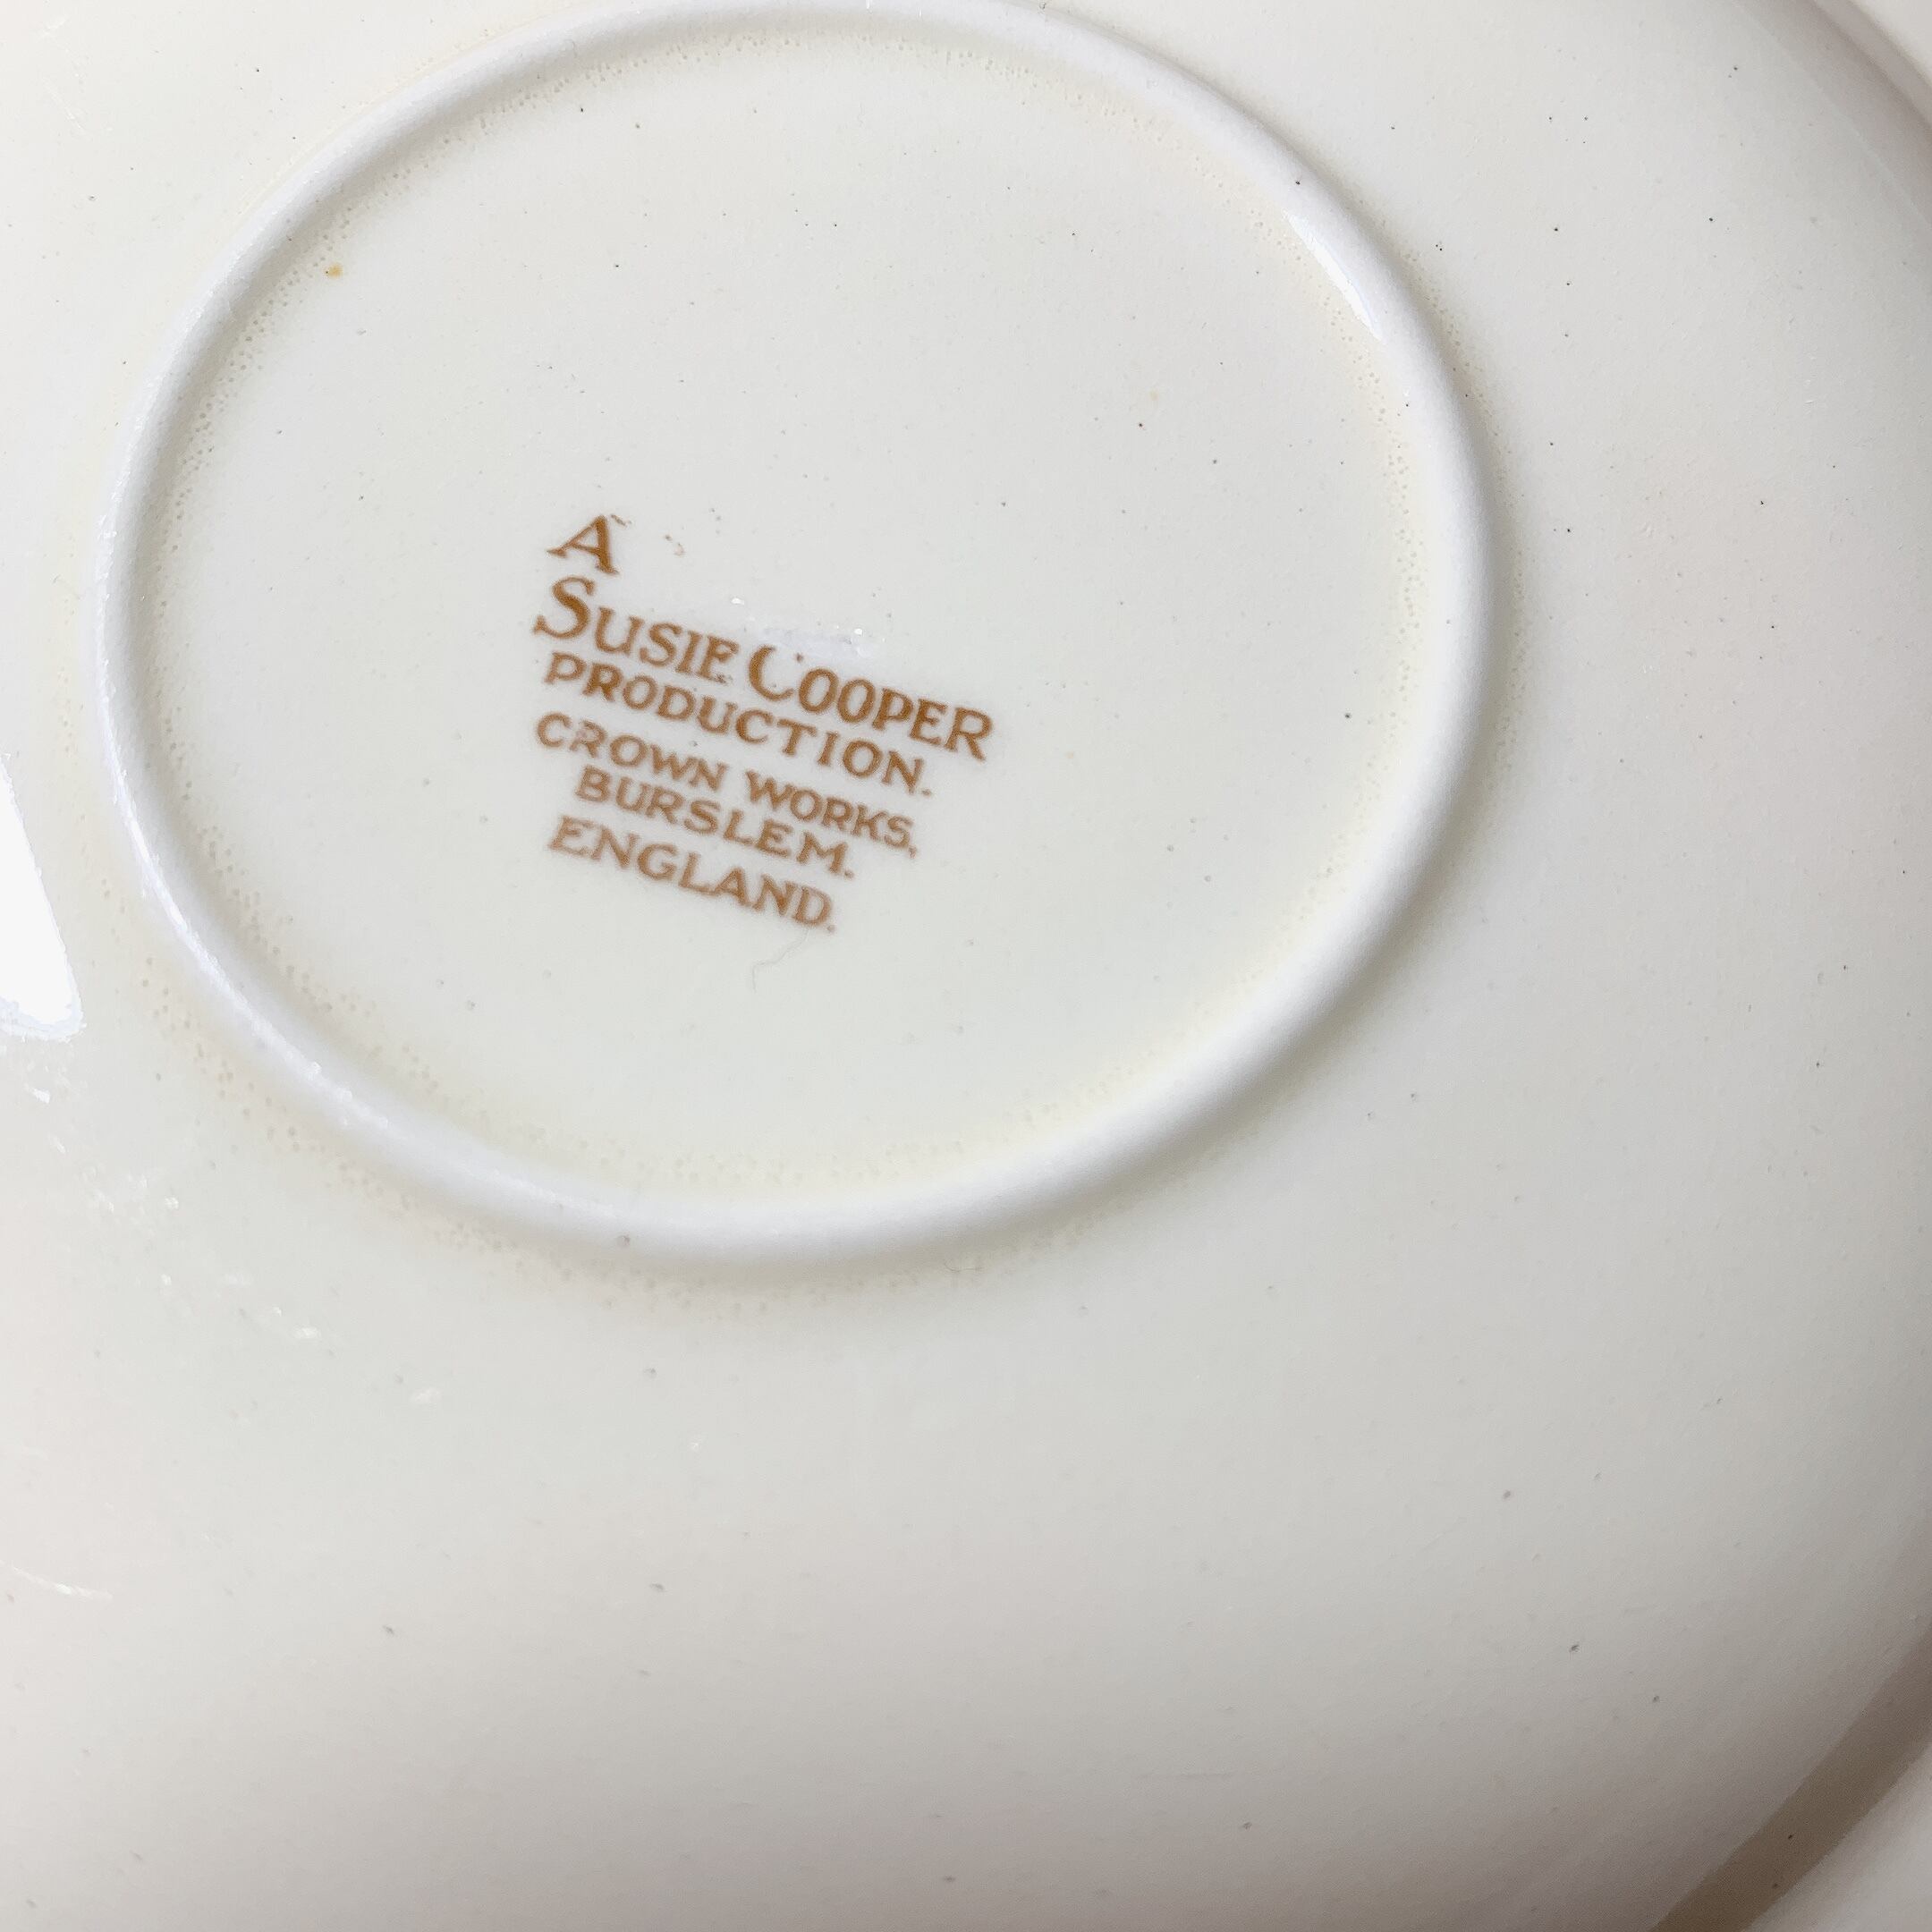 A
SUSIE COOPER
PRODUCTION.
CROWN WORKS,
BURSLEM.
ENGLAND.